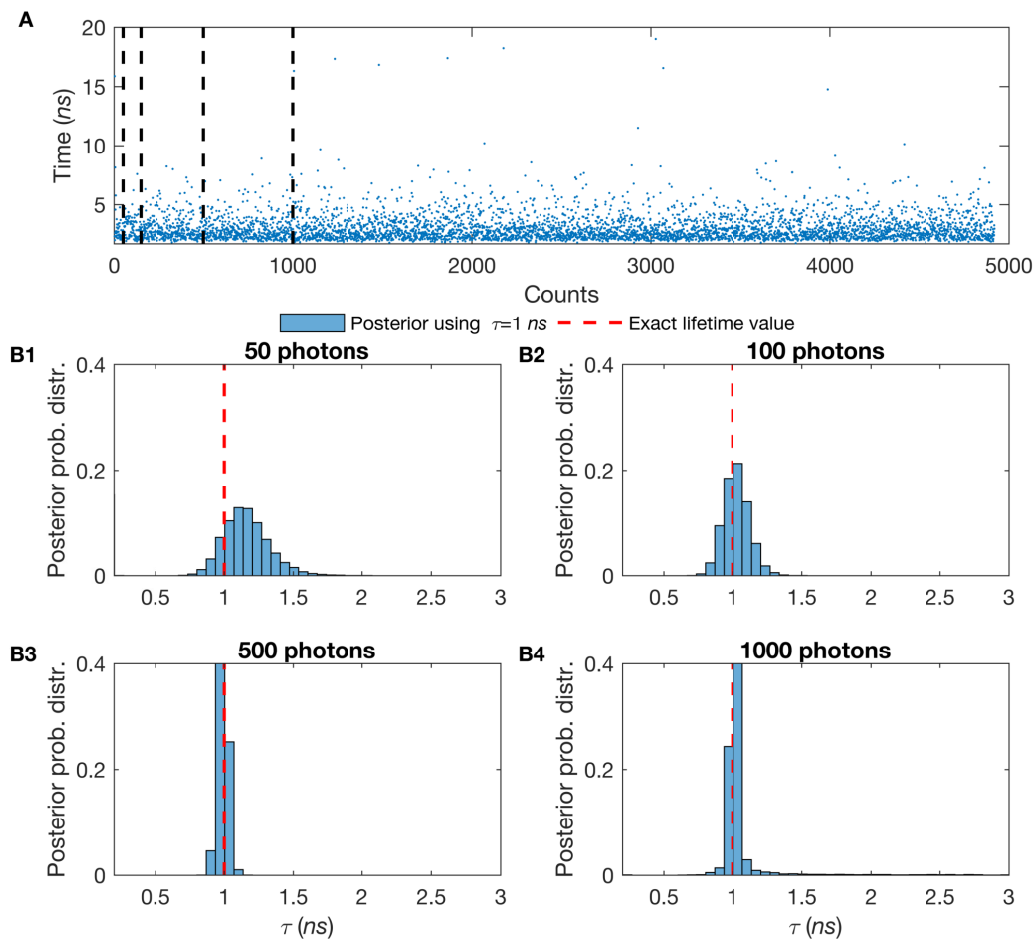 A
20
15
10
5
Time (ns)
0 1000 2000 3000 4000 5000
Counts
Posterior using τ=1 ns Exact lifetime value
B1 50 photons
0.4
0.2
0
Posterior prob. distr.
0.5 1 1.5 2 2.5 3
B2 100 photons
0.4
0.2
0
Posterior prob. distr.
0.5 1 1.5 2 2.5 3
B3 500 photons
0.4
0.2
0
Posterior prob. distr.
0.5 1 1.5 2 2.5 3
τ (ns)
B4 1000 photons
0.4
0.2
0
Posterior prob. distr.
0.5 1 1.5 2 2.5 3
τ (ns)